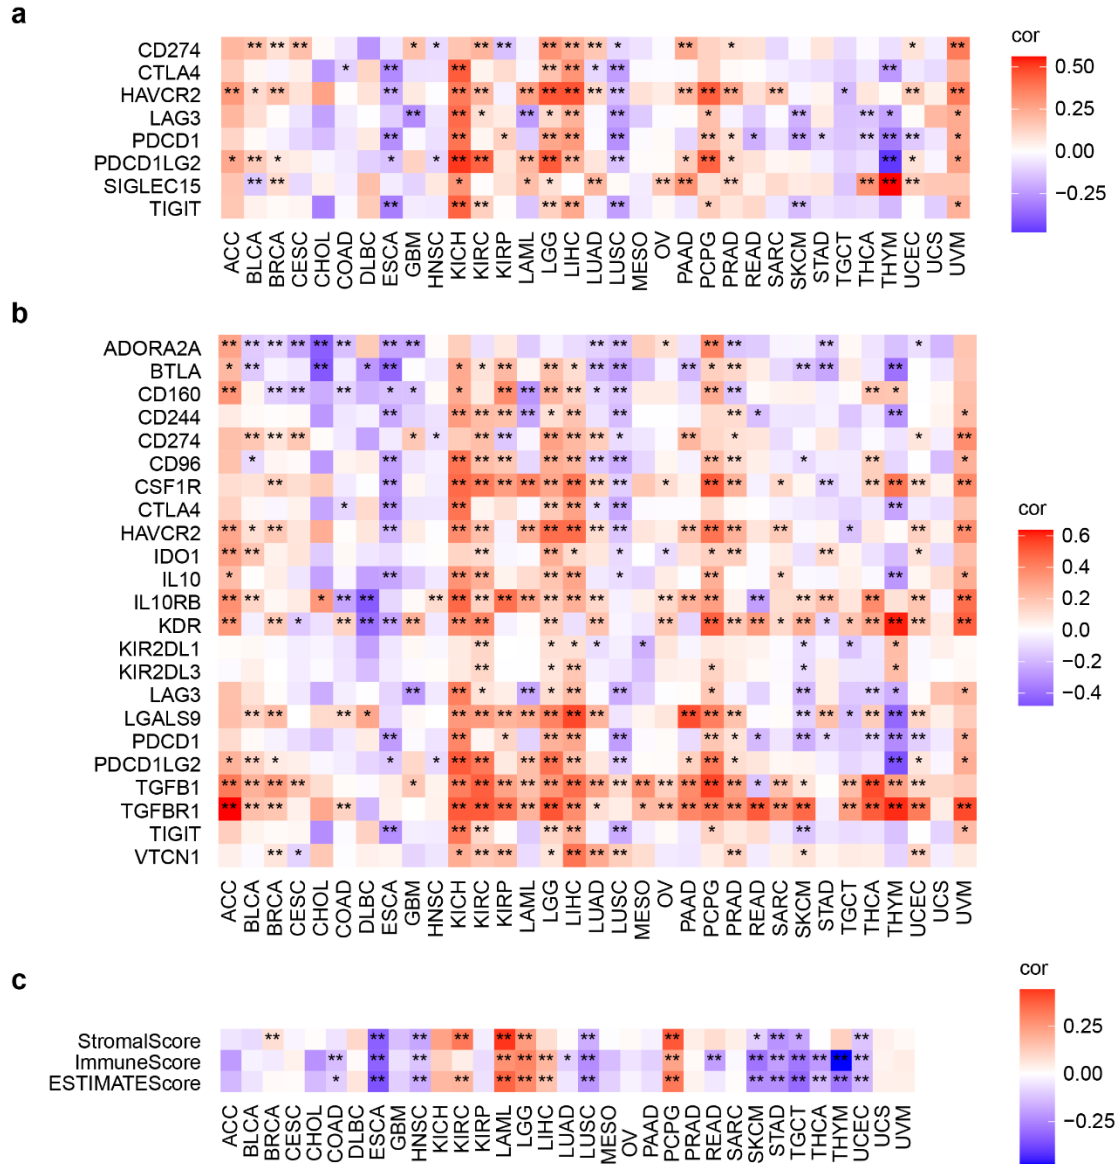 a
cor
CD274
CTLA4
HAVCR2
LAG3
PDCD1
PDCD1LG2
SIGLEC15
TIGIT
0.50
0.25
0.00
−0.25
ACC BLCA BRCA CESC CHOL COAD DLBC ESCA GBM HNSC KICH KIRC KIRP LAML LGG LIHC LUAD LUSC MESO OV PAAD PCPG PRAD READ SARC SKCM STAD TGCT THCA THYM UCEC UCS UVM
b
ADORA2A
BTLA
CD160
CD244
CD274
CD96
CSF1R
CTLA4
HAVCR2
IDO1
IL10
IL10RB
KDR
KIR2DL1
KIR2DL3
LAG3
LGALS9
PDCD1
PDCD1LG2
TGFB1
TGFBR1
TIGIT
VTCN1
cor
0.6
0.4
0.2
0.0
−0.2
−0.4
ACC BLCA BRCA CESC CHOL COAD DLBC ESCA GBM HNSC KICH KIRC KIRP LAML LGG LIHC LUAD LUSC MESO OV PAAD PCPG PRAD READ SARC SKCM STAD TGCT THCA THYM UCEC UCS UVM
c
cor
StromalScore
ImmuneScore
ESTIMATEScore
0.25
0.00
−0.25
ACC BLCA BRCA CESC CHOL COAD DLBC ESCA GBM HNSC KICH KIRC KIRP LAML LGG LIHC LUAD LUSC MESO OV PAAD PCPG PRAD READ SARC SKCM STAD TGCT THCA THYM UCEC UCS UVM